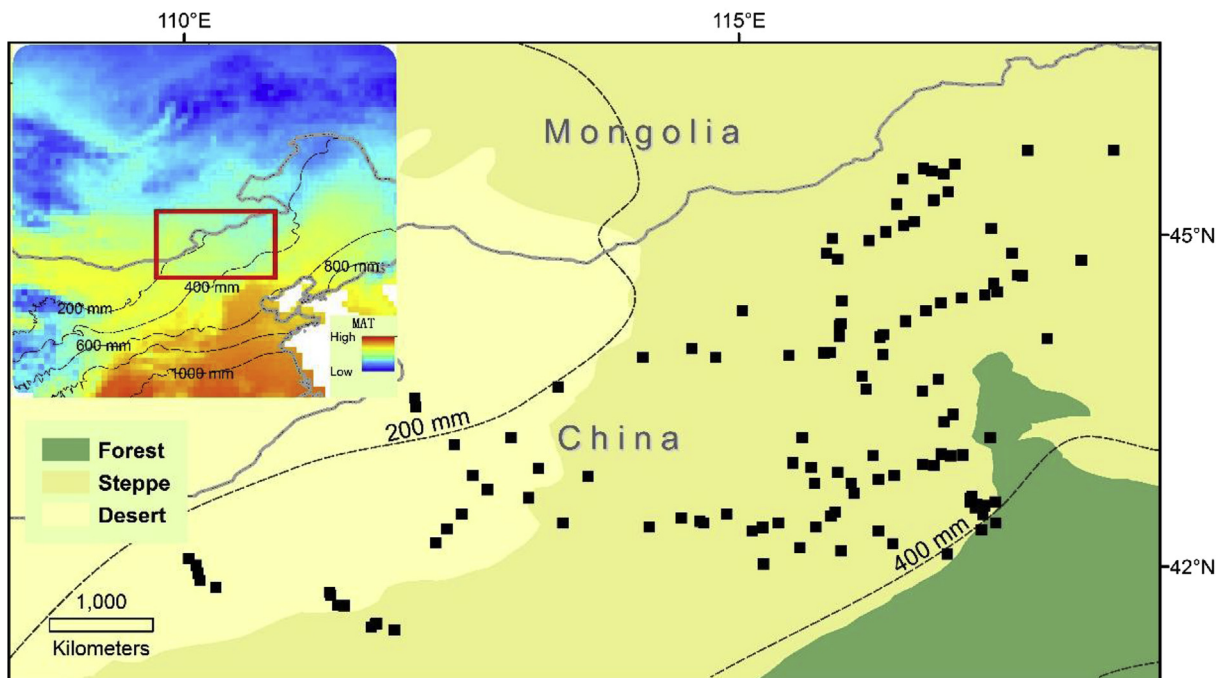 110°E
115°E
Mongolia
45°N
800 mm
400 mm
200 mm
600 mm
1000 mm
MAT
High
Low
200 mm
China
Forest
Steppe
Desert
400 mm
42°N
1,000
Kilometers